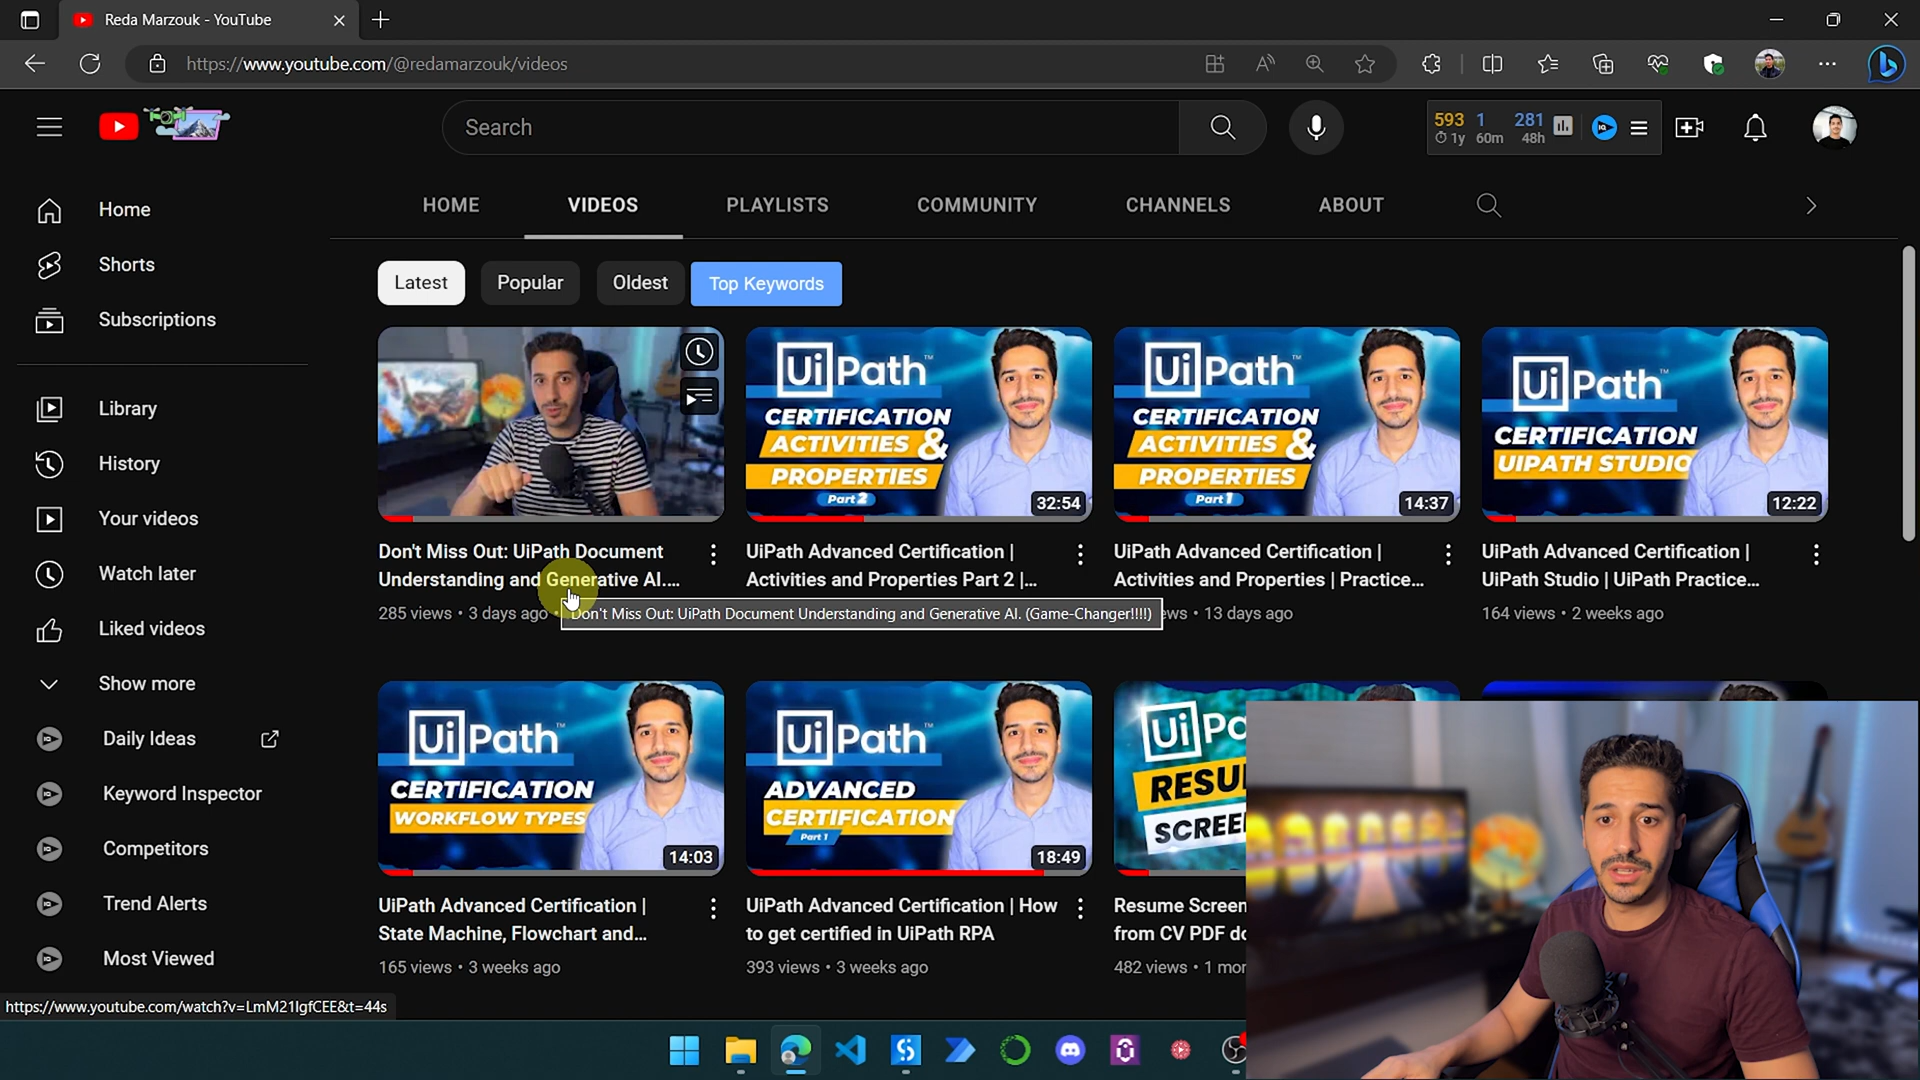 Reda Marzouk - YouTube
https://www.youtube.com/@redamarzouk/videos
Search
593 1 281
1y 60m 48h
HOME
VIDEOS
PLAYLISTS
COMMUNITY
CHANNELS
ABOUT
Home
Shorts
Subscriptions
Library
History
Your videos
Watch later
Liked videos
Show more
Daily Ideas
Keyword Inspector
Competitors
Trend Alerts
Most Viewed
Latest
Popular
Oldest
Top Keywords
Don't Miss Out: UiPath Document
Understanding and Generative AI....
285 views • 3 days ago
Don't Miss Out: UiPath Document Understanding and Generative AI. (Game-Changer!!!!)
UiPath™
CERTIFICATION
ACTIVITIES &
PROPERTIES
Part 2
32:54
UiPath Advanced Certification |
Activities and Properties Part 2 |...
UiPath™
CERTIFICATION
ACTIVITIES &
PROPERTIES
Part 1
14:37
UiPath Advanced Certification |
Activities and Properties | Practice...
ews • 13 days ago
UiPath™
CERTIFICATION
UIPATH STUDIO
12:22
UiPath Advanced Certification |
UiPath Studio | UiPath Practice...
164 views • 2 weeks ago
UiPath™
CERTIFICATION
WORKFLOW TYPES
14:03
UiPath Advanced Certification |
State Machine, Flowchart and...
165 views • 3 weeks ago
UiPath™
ADVANCED
CERTIFICATION
Part 1
18:49
UiPath Advanced Certification | How
to get certified in UiPath RPA
393 views • 3 weeks ago
UiPa
RESU
SCREE
Resume Screen
from CV PDF do
482 views • 1 mon
https://www.youtube.com/watch?v=LmM21IgfCEE&t=44s